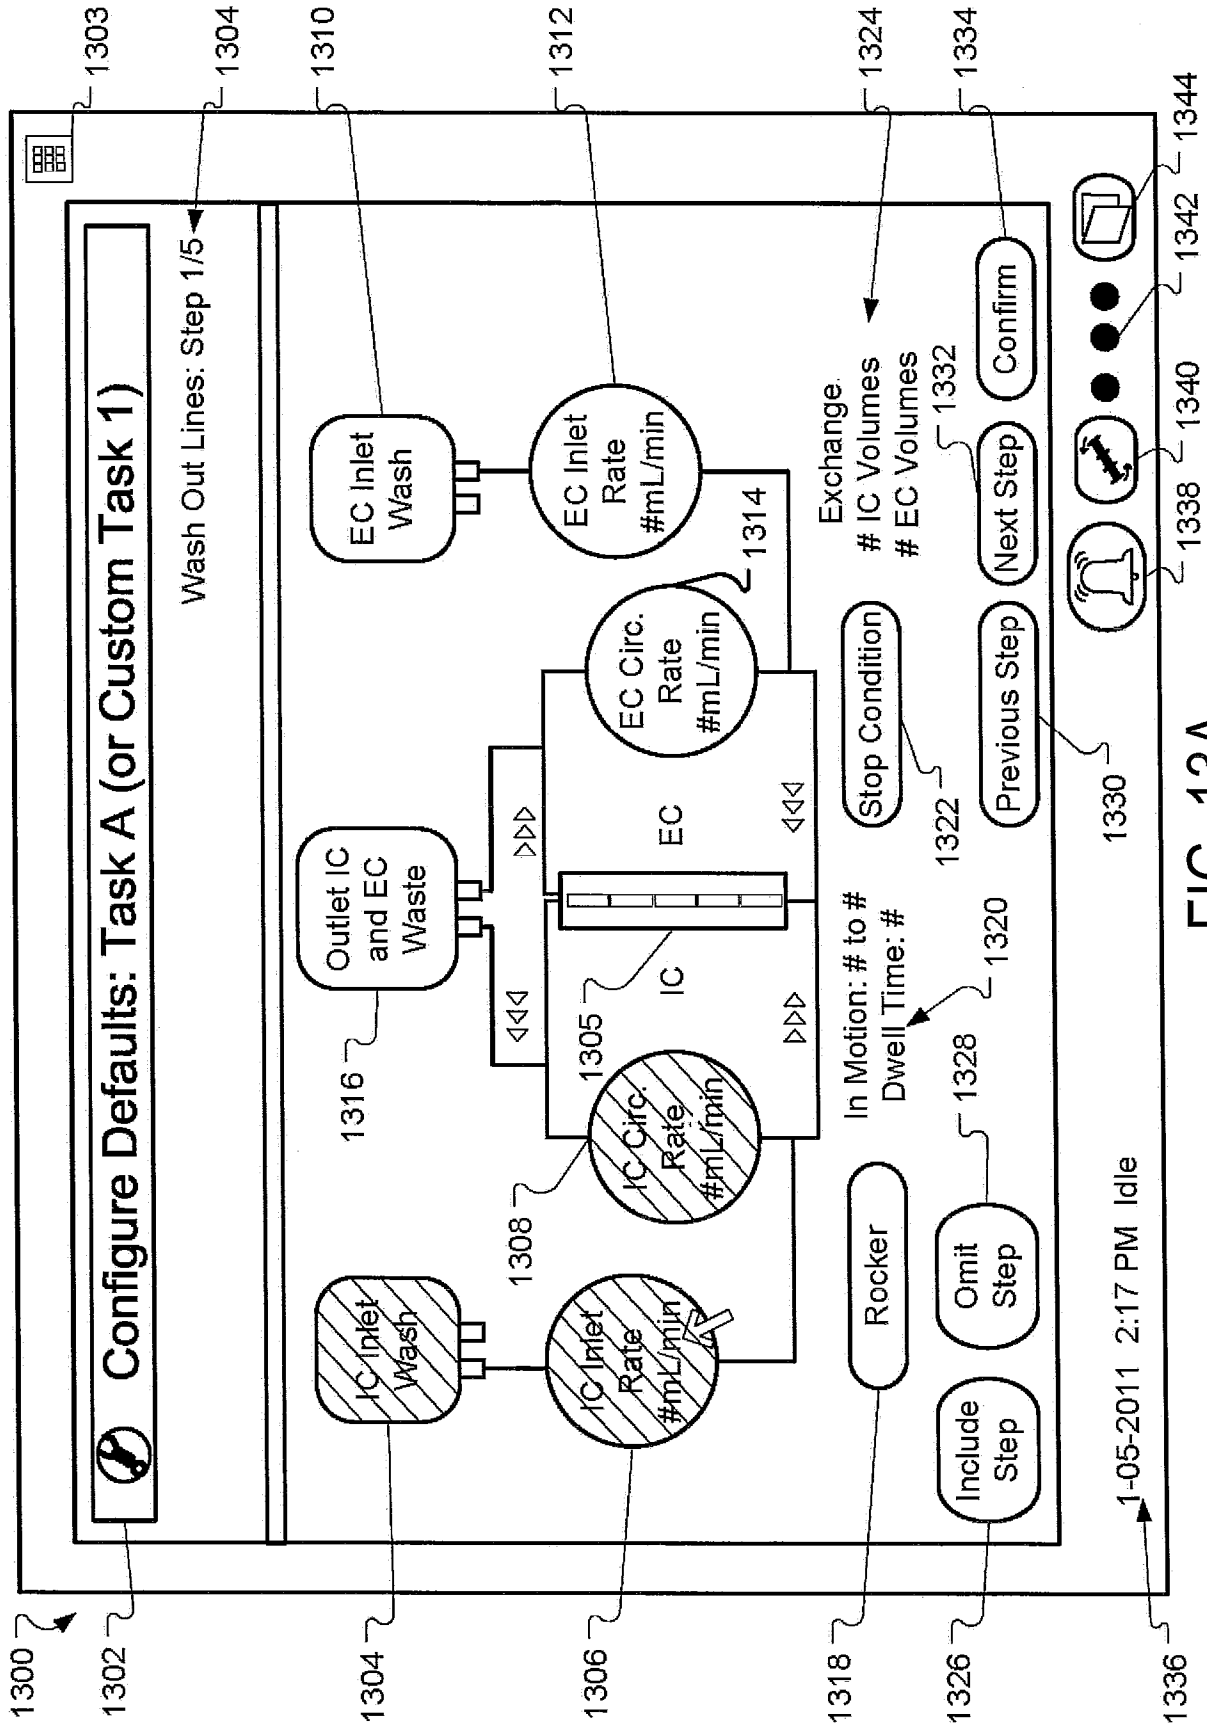 1300
1302
1303
Configure Defaults: Task A (or Custom Task 1)
Wash Out Lines: Step 1/5
1304
1304
IC Inlet
Wash
1316
Outlet IC
and EC
Waste
EC Inlet
Wash
1310
1306
IC Inlet
Rate
#mL/min
1308
IC Circ.
Rate
#mL/min
1305
IC
EC
EC Circ.
Rate
#mL/min
1314
EC Inlet
Rate
#mL/min
1312
1318
Rocker
In Motion: # to #
Dwell Time: #
1320
Stop Condition
1322
Exchange
# IC Volumes
# EC Volumes
1324
1326
Include
Step
Omit
Step
1328
Previous Step
1330
Next Step
1332
Confirm
1334
1336
1-05-2011 2:17 PM Idle
1338
1340
1342
1344
FIG. 13A